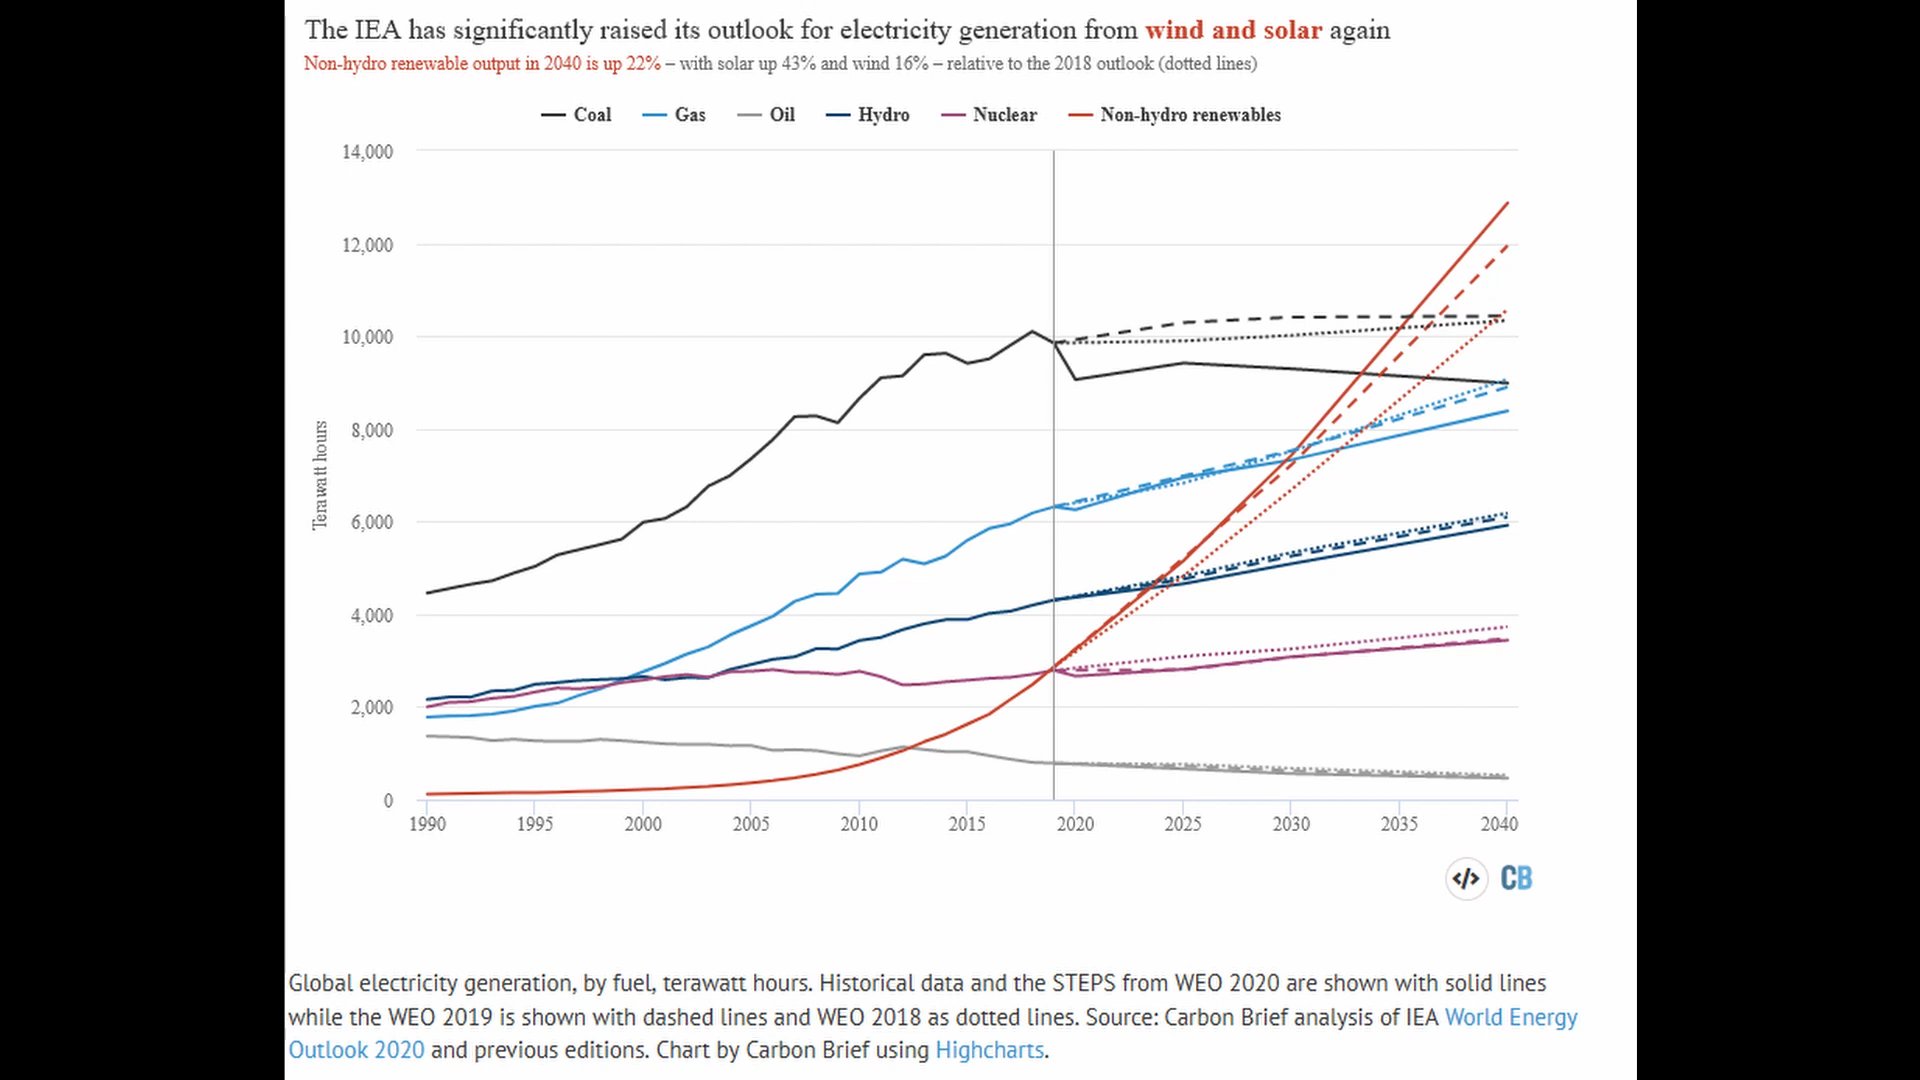 The IEA has significantly raised its outlook for electricity generation from wind and solar again
Non-hydro renewable output in 2040 is up 22% – with solar up 43% and wind 16% – relative to the 2018 outlook (dotted lines)
Coal Gas Oil Hydro Nuclear Non-hydro renewables
14,000
12,000
10,000
8,000
6,000
4,000
2,000
0
Terawatt hours
1990 1995 2000 2005 2010 2015 2020 2025 2030 2035 2040
</> CB
Global electricity generation, by fuel, terawatt hours. Historical data and the STEPS from WEO 2020 are shown with solid lines
while the WEO 2019 is shown with dashed lines and WEO 2018 as dotted lines. Source: Carbon Brief analysis of IEA World Energy
Outlook 2020 and previous editions. Chart by Carbon Brief using Highcharts.